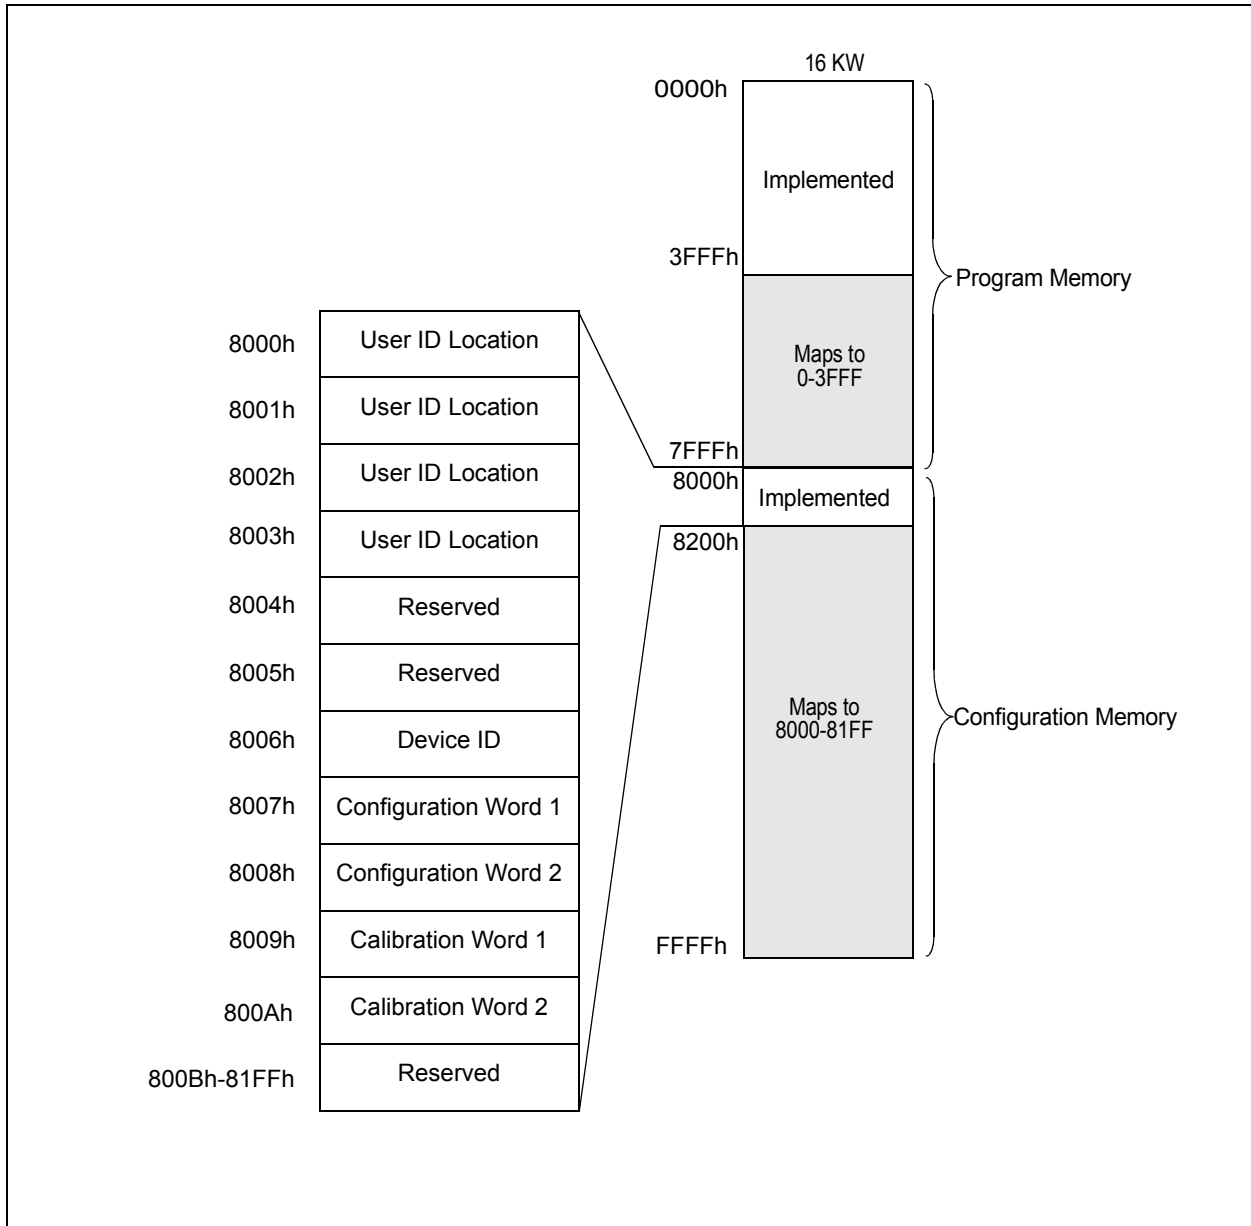 16 KW
0000h
Implemented
3FFFh
Program Memory
Maps to
0-3FFF
7FFFh
8000h
Implemented
8200h
Maps to
8000-81FF
Configuration Memory
FFFFh
8000h User ID Location
8001h User ID Location
8002h User ID Location
8003h User ID Location
8004h Reserved
8005h Reserved
8006h Device ID
8007h Configuration Word 1
8008h Configuration Word 2
8009h Calibration Word 1
800Ah Calibration Word 2
800Bh-81FFh Reserved